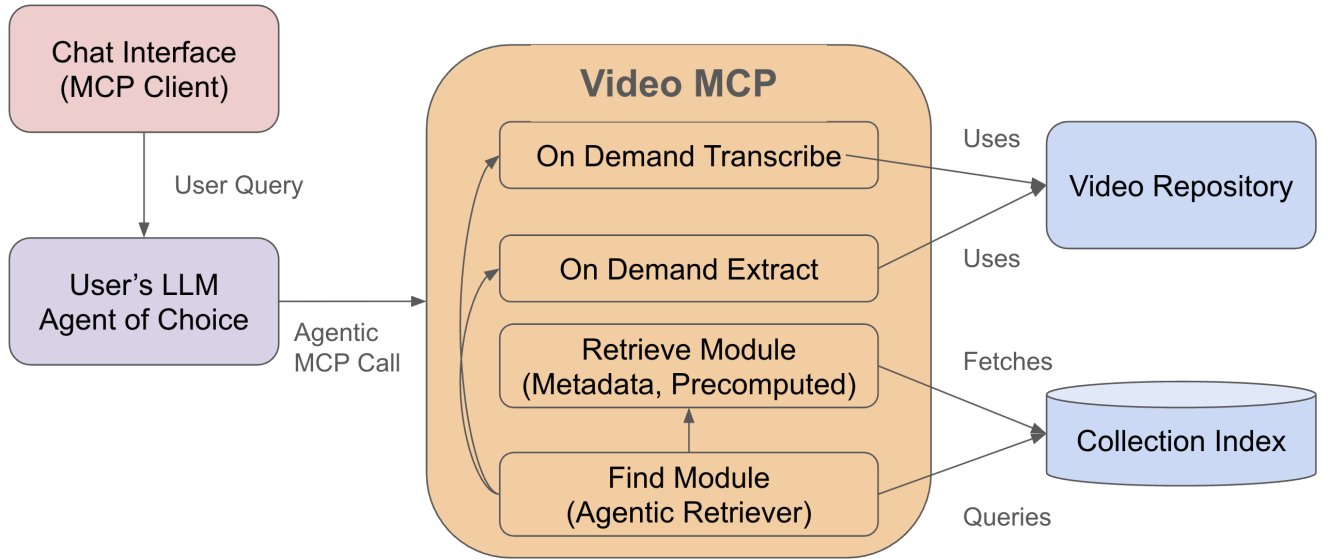 Chat Interface
(MCP Client)
User Query
User’s LLM
Agent of Choice
Agentic
MCP Call
Video MCP
On Demand Transcribe
On Demand Extract
Retrieve Module
(Metadata, Precomputed)
Find Module
(Agentic Retriever)
Uses
Video Repository
Uses
Fetches
Collection Index
Queries